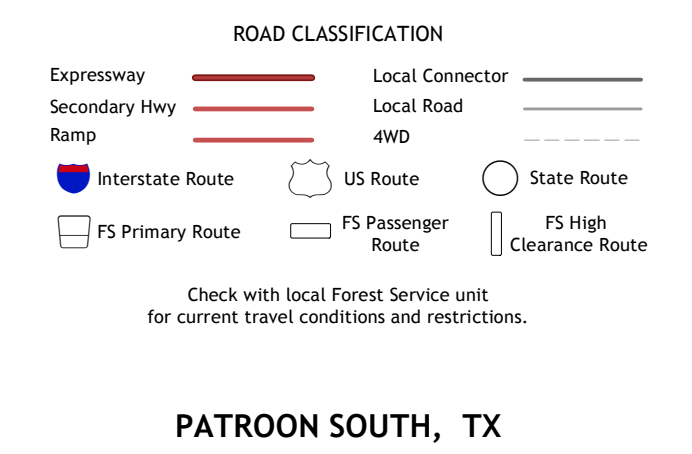 ROAD CLASSIFICATION
Expressway
Local Connector
Secondary Hwy
Local Road
Ramp
4WD
Interstate Route
US Route
State Route
FS Primary Route
FS Passenger
Route
FS High
Clearance Route
Check with local Forest Service unit
for current travel conditions and restrictions.
PATROON SOUTH, TX